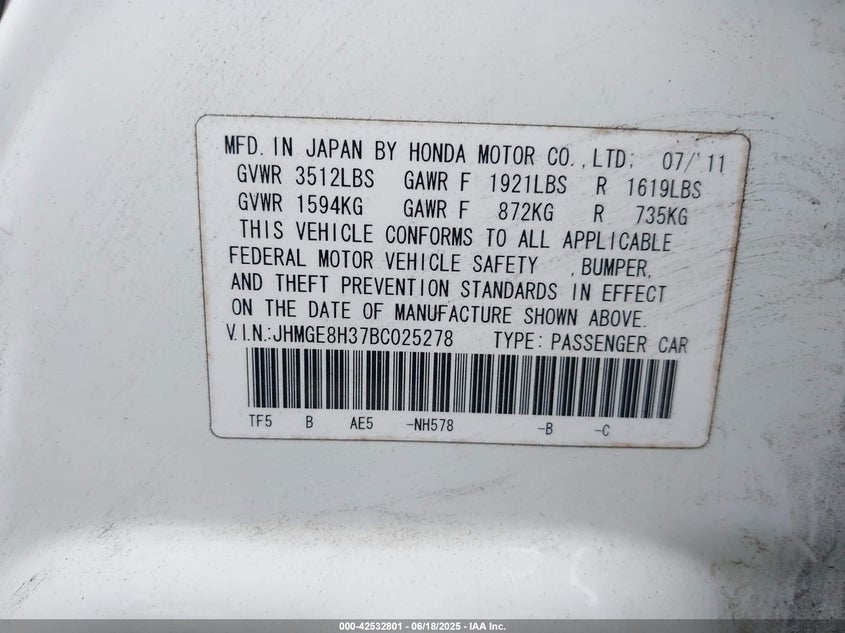 MFD. IN JAPAN BY HONDA MOTOR CO.,LTD; 07/'11
GVWR 3512LBS GAWR F 1921LBS R 1619LBS
GVWR 1594KG GAWR F 872KG R 735KG
THIS VEHICLE CONFORMS TO ALL APPLICABLE
FEDERAL MOTOR VEHICLE SAFETY ,BUMPER,
AND THEFT PREVENTION STANDARDS IN EFFECT
ON THE DATE OF MANUFACTURE SHOWN ABOVE.
V.I.N.:JHMGE8H37BC025278 TYPE: PASSENGER CAR
TF5 B AE5 -NH578 -B -C
000-42532801 - 06/18/2025 - IAA Inc.